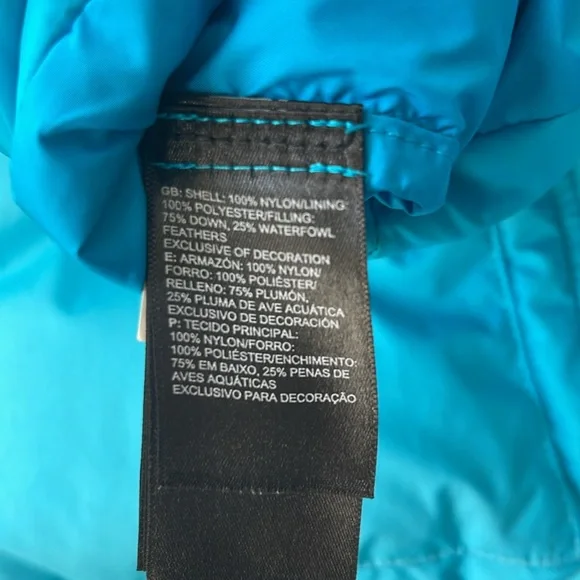 GB: SHELL: 100% NYLON/LINING:
100% POLYESTER/FILLING:
75% DOWN, 25% WATERFOWL
FEATHERS
EXCLUSIVE OF DECORATION
E: ARMAZÓN: 100% NYLON/
FORRO: 100% POLIÉSTER/
RELLENO: 75% PLUMÓN,
25% PLUMA DE AVE ACUÁTICA
EXCLUSIVO DE DECORACIÓN
P: TECIDO PRINCIPAL:
100% NYLON/FORRO:
100% POLIÉSTER/ENCHIMENTO:
75% EM BAIXO, 25% PENAS DE
AVES AQUÁTICAS
EXCLUSIVO PARA DECORAÇÃO